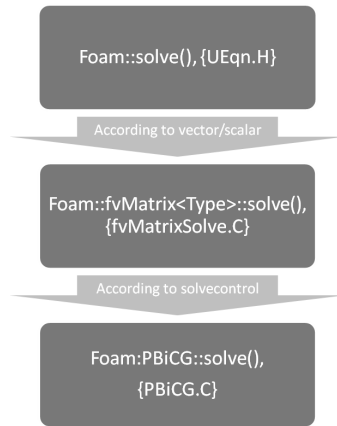 Foam::solve(), {UEqn.H}
According to vector/scalar
Foam::fvMatrix<Type>::solve(),
{fvMatrixSolve.C}
According to solvecontrol
Foam:PBiCG::solve(),
{PBiCG.C}